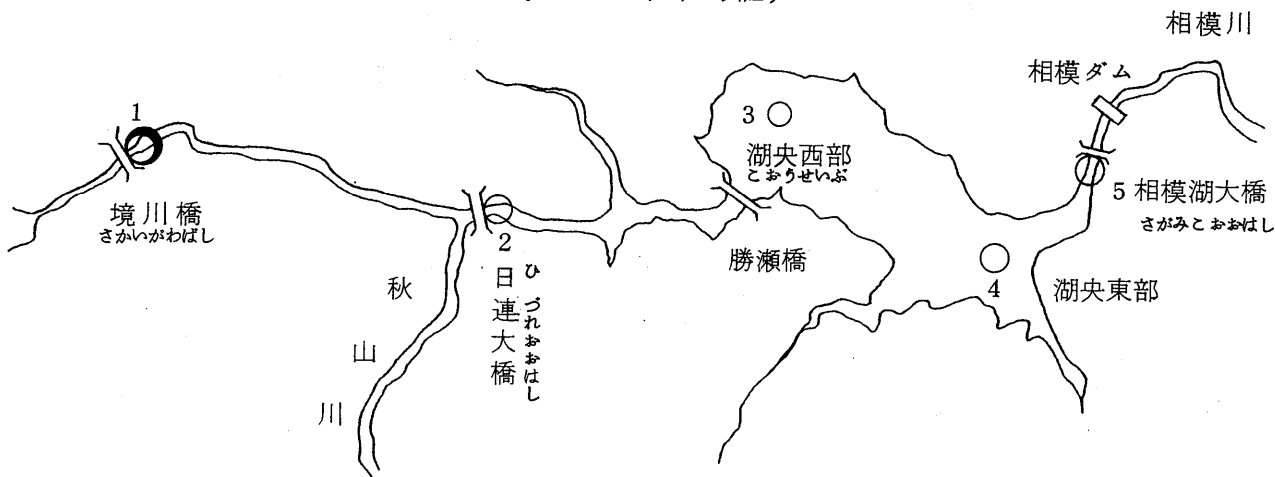 相模川
相模ダム
1
3
湖央西部
こおうせいぶ
5 相模湖大橋
さがみこおおはし
境川橋
さかいがわばし
2
日連大橋
ひづれおおはし
勝瀬橋
4
湖央東部
秋山川